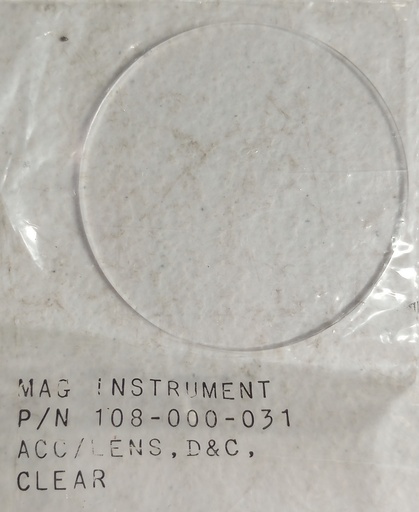 MAG INSTRUMENT
P/N 108-000-031
ACC/LENS,D&C,
CLEAR